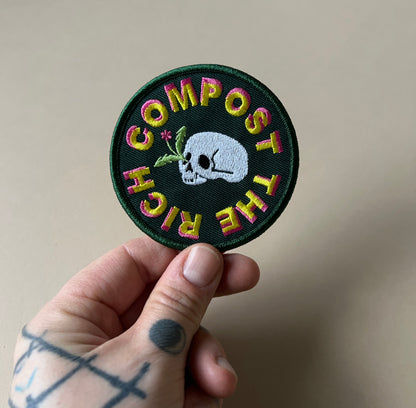 COMPOST THE RICH